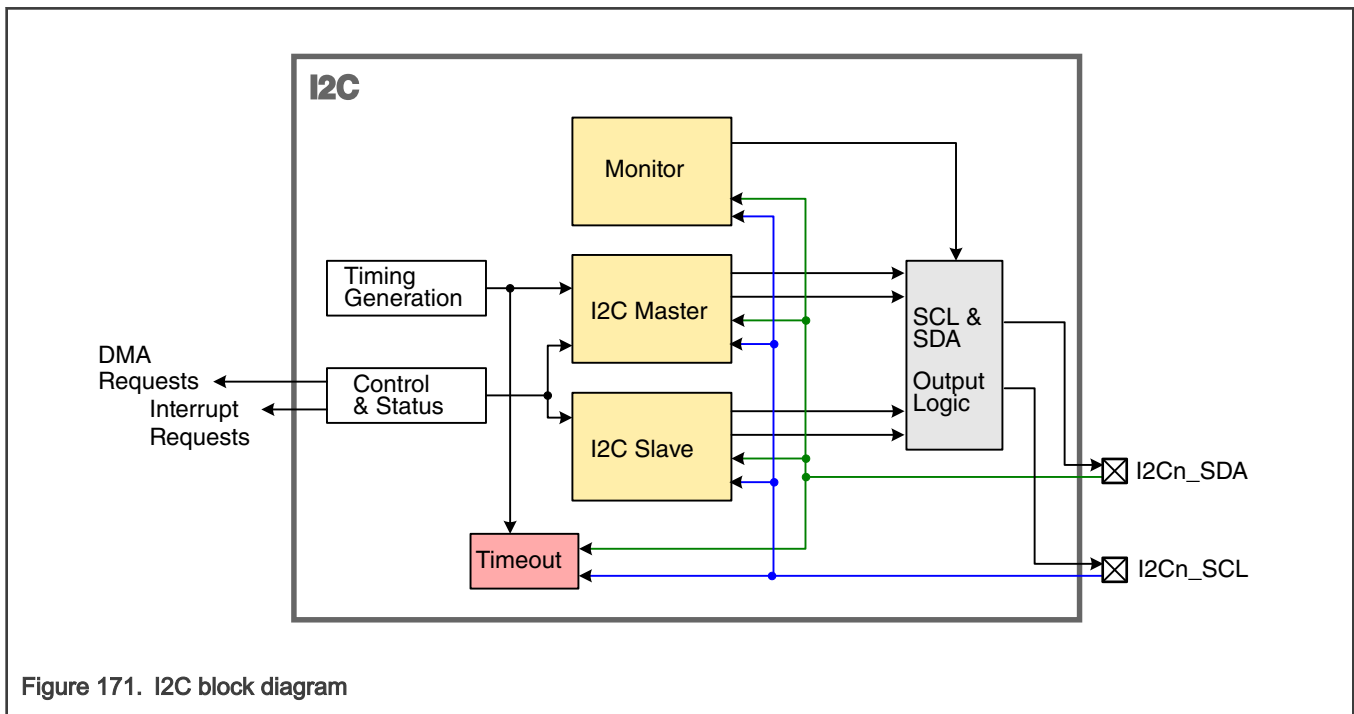 I2C
Monitor
Timing
Generation
I2C Master
SCL &
SDA
Output
Logic
DMA
Requests
Interrupt
Requests
Control
& Status
I2C Slave
I2Cn_SDA
Timeout
I2Cn_SCL
Figure 171. I2C block diagram